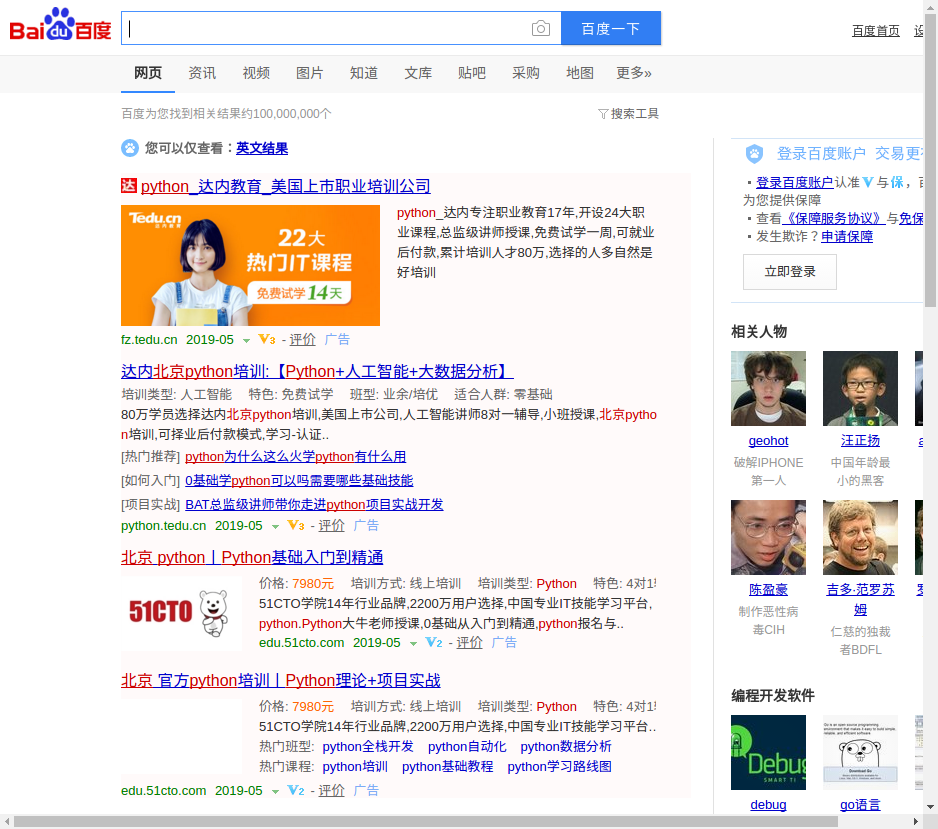 Bai du 百度
百度一下
百度首页
网页 资讯 视频 图片 知道 文库 贴吧 采购 地图 更多»
百度为您找到相关结果约100,000,000个
搜索工具
您可以仅查看：英文结果
达 python_达内教育_美国上市职业培训公司
Tedu.cn
达内教育
22大
热门IT课程
免费试学14天
python_达内专注职业教育17年,开设24大职
业课程,总监级讲师授课,免费试学一周,可就业
后付款,累计培训人才80万,选择的人多自然是
好培训
fz.tedu.cn 2019-05 V3 - 评价 广告
达内北京python培训:【Python+人工智能+大数据分析】
培训类型: 人工智能 特色: 免费试学 班型: 业余/培优 适合人群: 零基础
80万学员选择达内北京python培训,美国上市公司,人工智能讲师8对一辅导,小班授课,北京pytho
n培训,可择业后付款模式,学习-认证..
[热门推荐] python为什么这么火学python有什么用
[如何入门] 0基础学python可以吗需要哪些基础技能
[项目实战] BAT总监级讲师带你走进python项目实战开发
python.tedu.cn 2019-05 V3 - 评价 广告
北京 python丨Python基础入门到精通
51CTO
价格: 7980元 培训方式: 线上培训 培训类型: Python 特色: 4对1
51CTO学院14年行业品牌,2200万用户选择,中国专业IT技能学习平台,
python.Python大牛老师授课,0基础从入门到精通,python报名与..
edu.51cto.com 2019-05 V2 - 评价 广告
北京 官方python培训丨Python理论+项目实战
价格: 7980元 培训方式: 线上培训 培训类型: Python 特色: 4对1
51CTO学院14年行业品牌,2200万用户选择,中国专业IT技能学习平台..
热门班型: python全栈开发 python自动化 python数据分析
热门课程: python培训 python基础教程 python学习路线图
edu.51cto.com 2019-05 V2 - 评价 广告
登录百度账户 交易更
登录百度账户认准V与保，
为您提供保障
查看《保障服务协议》与免保
发生欺诈？申请保障
立即登录
相关人物
geohot
破解IPHONE
第一人
汪正扬
中国年龄最
小的黑客
陈盈豪
制作恶性病
毒CIH
吉多·范罗苏
姆
仁慈的独裁
者BDFL
编程开发软件
Debug
SMART TI
Go is an open source programming
environment that makes it easy to build simple,
reliable, and efficient software
Download Go
debug
go语言